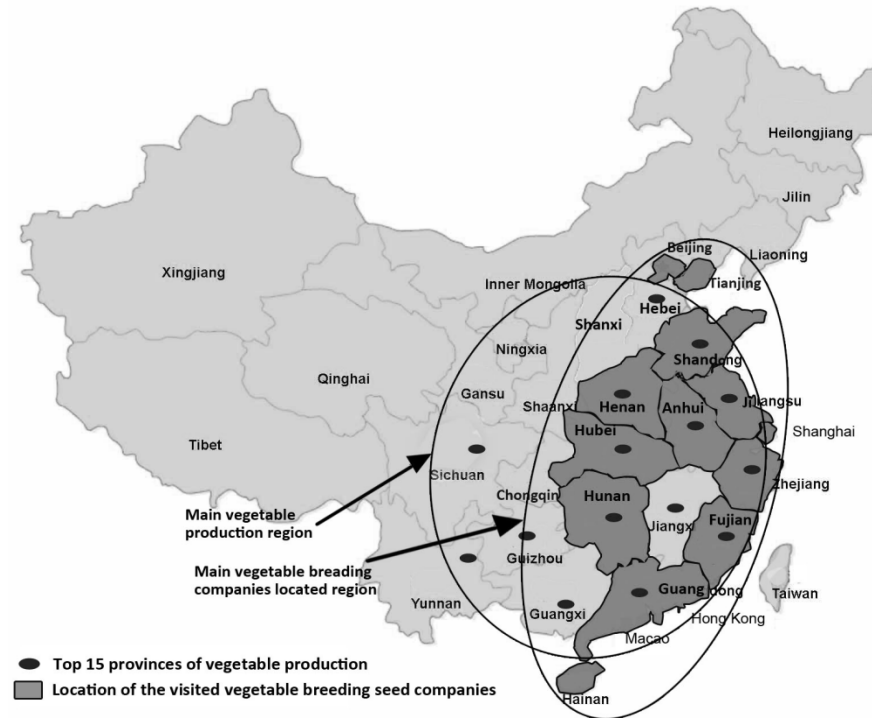 Heilongjiang
Jilin
Beijing
Liaoning
Xingjiang
Tianjing
Inner Mongolia
Hebei
Shanxi
Ningxia
Shandong
Qinghai
Gansu
Shaanxi
Henan
Anhui
Jiliangsu
Hubei
Shanghai
Tibet
Sichuan
Zhejiang
Chongqin
Hunan
Main vegetable
production region
Jiangxi
Fujian
Guizhou
Main vegetable breading
companies located region
Guangdong
Taiwan
Yunnan
Guangxi
Hong Kong
Macao
Top 15 provinces of vegetable production
Location of the visited vegetable breeding seed companies
Hainan